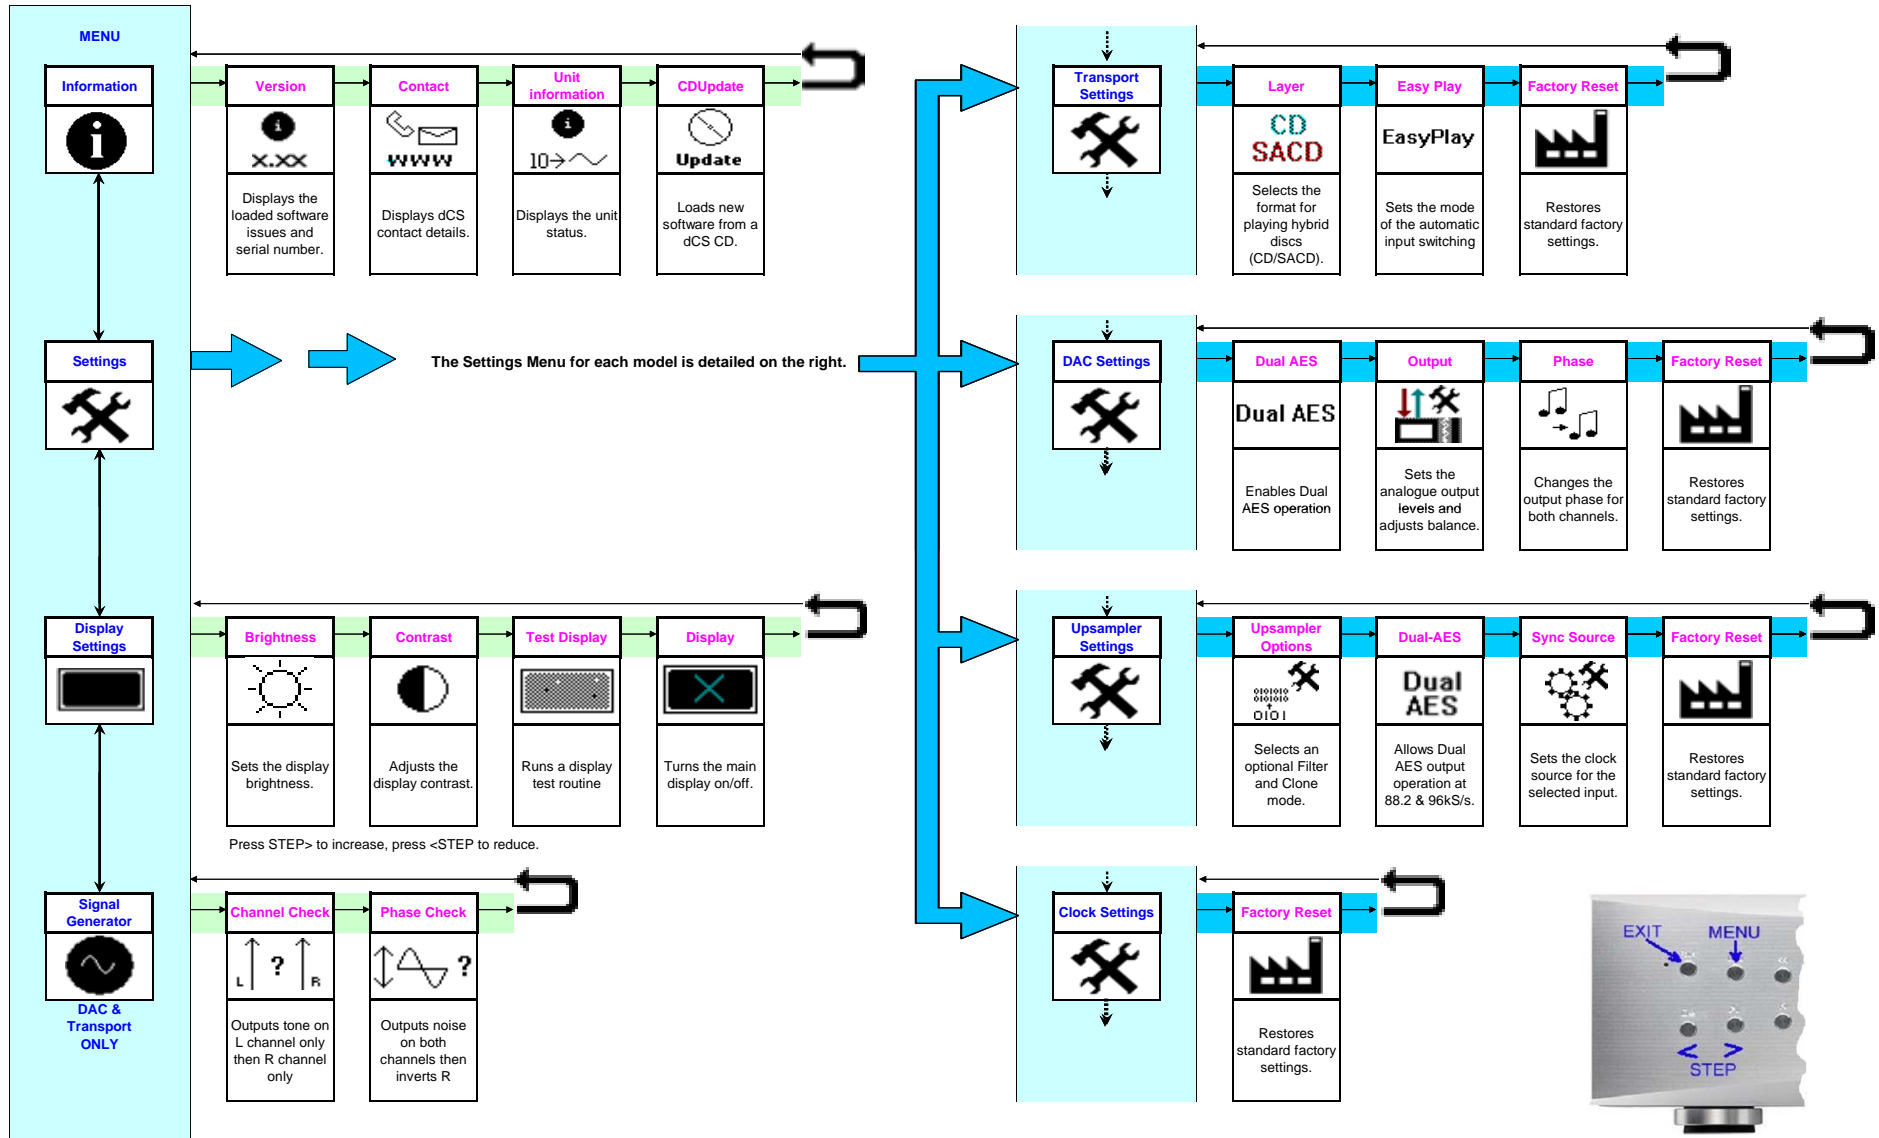 MENU
Information
Version
X.XX
Displays the
loaded software
issues and
serial number.
Contact
www
Displays dCS
contact details.
Unit
information
10→
Displays the unit
status.
CDUpdate
Update
Loads new
software from a
dCS CD.
Settings
The Settings Menu for each model is detailed on the right.
Display
Settings
Brightness
Sets the display
brightness.
Contrast
Adjusts the
display contrast.
Test Display
Runs a display
test routine
Display
Turns the main
display on/off.
Press STEP> to increase, press <STEP to reduce.
Signal
Generator
DAC &
Transport
ONLY
Channel Check
L ? R
Outputs tone on
L channel only
then R channel
only
Phase Check
?
Outputs noise
on both
channels then
inverts R
Transport
Settings
Layer
CD
SACD
Selects the
format for
playing hybrid
discs
(CD/SACD).
Easy Play
EasyPlay
Sets the mode
of the automatic
input switching
Factory Reset
Restores
standard factory
settings.
DAC Settings
Dual AES
Dual AES
Enables Dual
AES operation
Output
Sets the
analogue output
levels and
adjusts balance.
Phase
Changes the
output phase for
both channels.
Factory Reset
Restores
standard factory
settings.
Upsampler
Settings
Upsampler
Options
010101
010101
0101
Selects an
optional Filter
and Clone
mode.
Dual-AES
Dual
AES
Allows Dual
AES output
operation at
88.2 & 96kS/s.
Sync Source
Sets the clock
source for the
selected input.
Factory Reset
Restores
standard factory
settings.
Clock Settings
Factory Reset
Restores
standard factory
settings.
EXIT
MENU
< >
STEP